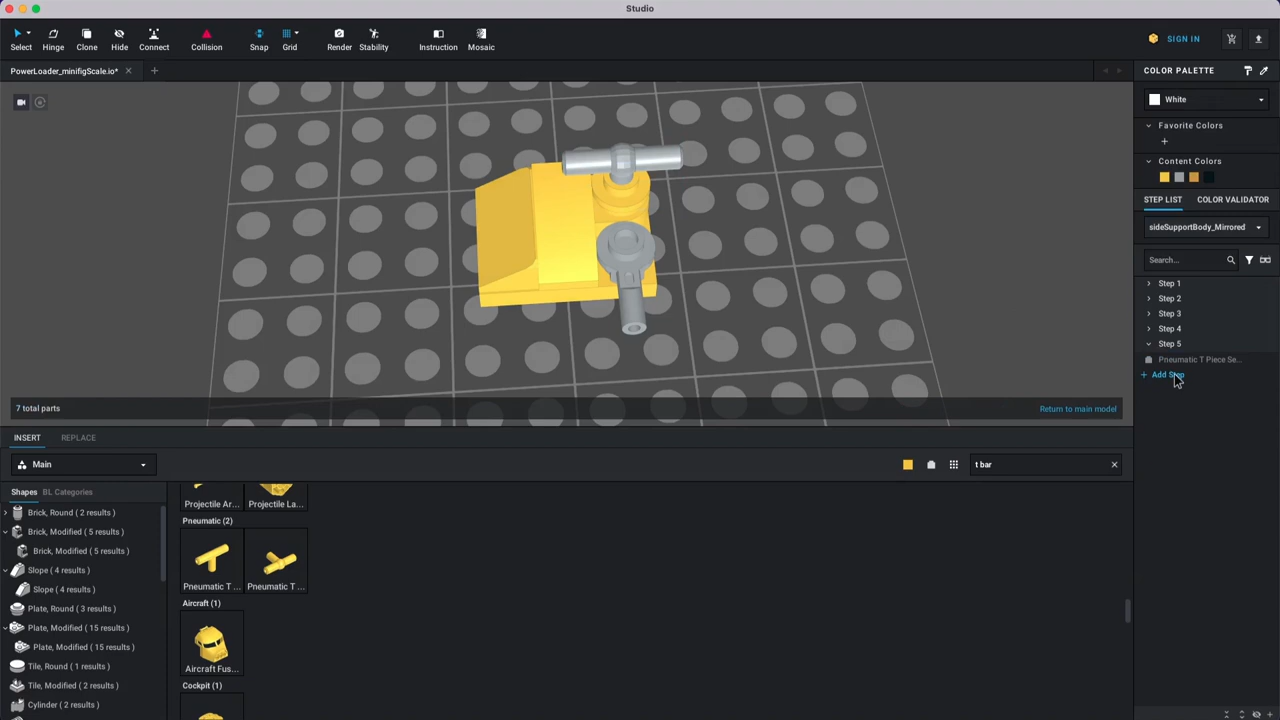 Studio
Select
Hinge
Clone
Hide
Connect
Collision
Snap
Grid
Render
Stability
Instruction
Mosaic
SIGN IN
PowerLoader_minifigScale.io*
COLOR PALETTE
White
Favorite Colors
Content Colors
STEP LIST
COLOR VALIDATOR
sideSupportBody_Mirrored
Search...
Step 1
Step 2
Step 3
Step 4
Step 5
Pneumatic T Piece Se...
+ Add Step
7 total parts
Return to main model
INSERT
REPLACE
Main
t bar
Shapes
BL Categories
Brick, Round ( 2 results )
Brick, Modified ( 5 results )
Brick, Modified ( 5 results )
Slope ( 4 results )
Slope ( 4 results )
Plate, Round ( 3 results )
Plate, Modified ( 15 results )
Plate, Modified ( 15 results )
Tile, Round ( 1 results )
Tile, Modified ( 2 results )
Cylinder ( 2 results )
Projectile Ar...
Projectile La...
Pneumatic (2)
Pneumatic T ...
Pneumatic T ...
Aircraft (1)
Aircraft Fus...
Cockpit (1)